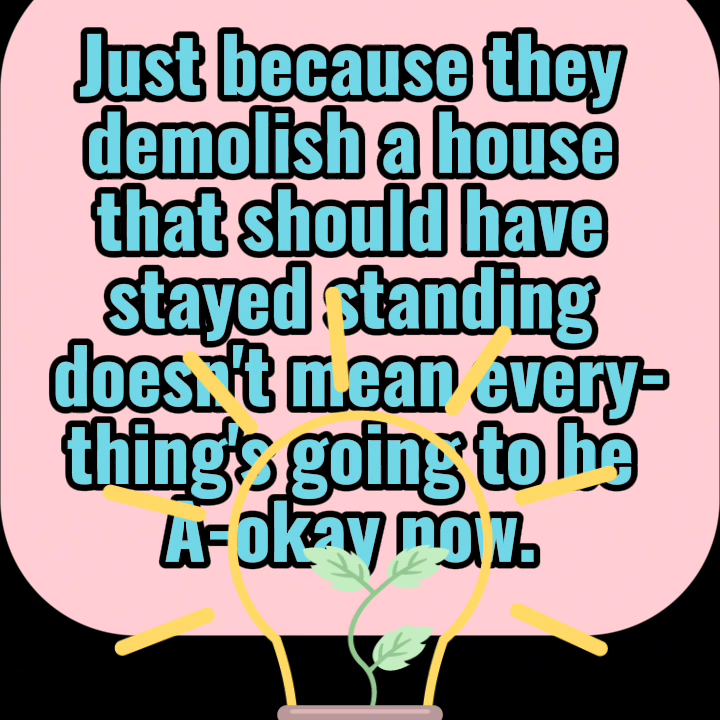 Just because they
demolish a house
that should have
stayed standing
doesn't mean every-
thing's going to be
A-okay now.